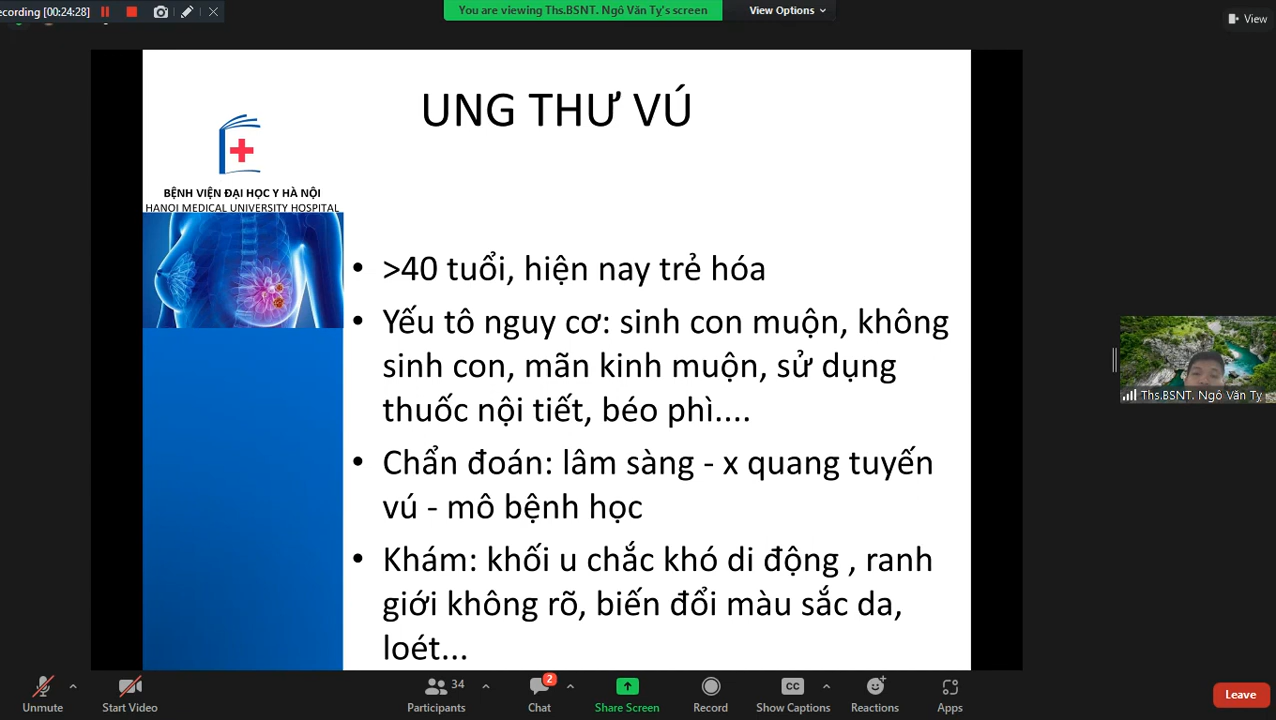 ecording [00:24:28]
You are viewing Ths.BSNT. Ngô Văn Tỵ's screen
View Options
View
UNG THƯ VÚ
BỆNH VIỆN ĐẠI HỌC Y HÀ NỘI
HANOI MEDICAL UNIVERSITY HOSPITAL
• >40 tuổi, hiện nay trẻ hóa
• Yếu tô nguy cơ: sinh con muộn, không
sinh con, mãn kinh muộn, sử dụng
thuốc nội tiết, béo phì....
• Chẩn đoán: lâm sàng - x quang tuyến
vú - mô bệnh học
• Khám: khối u chắc khó di động , ranh
giới không rõ, biến đổi màu sắc da,
loét...
Ths.BSNT. Ngô Văn Tỵ
Unmute
Start Video
34
Participants
2
Chat
Share Screen
Record
CC
Show Captions
Reactions
Apps
Leave